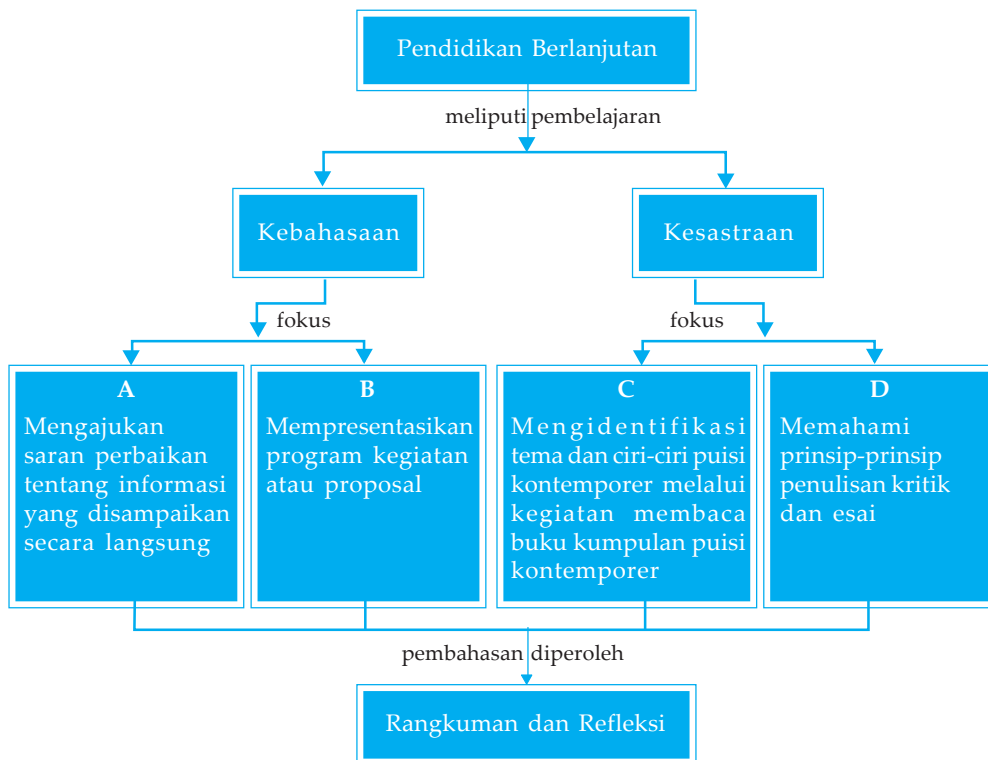 Pendidikan Berlanjutan
meliputi pembelajaran
Kebahasaan
Kesastraan
fokus
fokus
A
Mengajukan
saran perbaikan
tentang informasi
yang disampaikan
secara langsung
B
Mempresentasikan
program kegiatan
atau proposal
C
Mengidentifikasi
tema dan ciri-ciri puisi
kontemporer melalui
kegiatan membaca
buku kumpulan puisi
kontemporer
D
Memahami
prinsip-prinsip
penulisan kritik
dan esai
pembahasan diperoleh
Rangkuman dan Refleksi